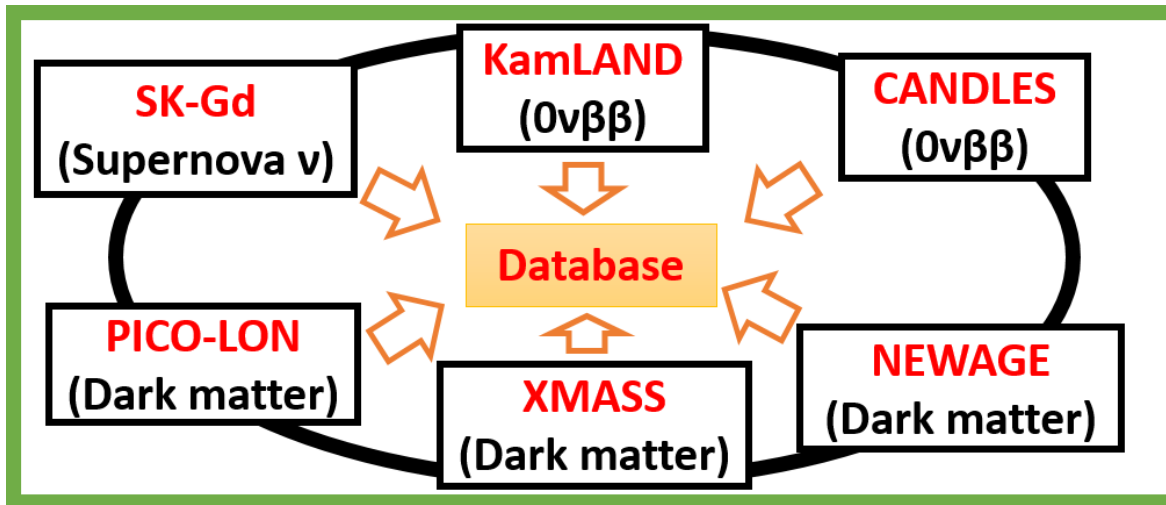 KamLAND
(0νββ)
SK-Gd
(Supernova ν)
CANDLES
(0νββ)
Database
PICO-LON
(Dark matter)
XMASS
(Dark matter)
NEWAGE
(Dark matter)